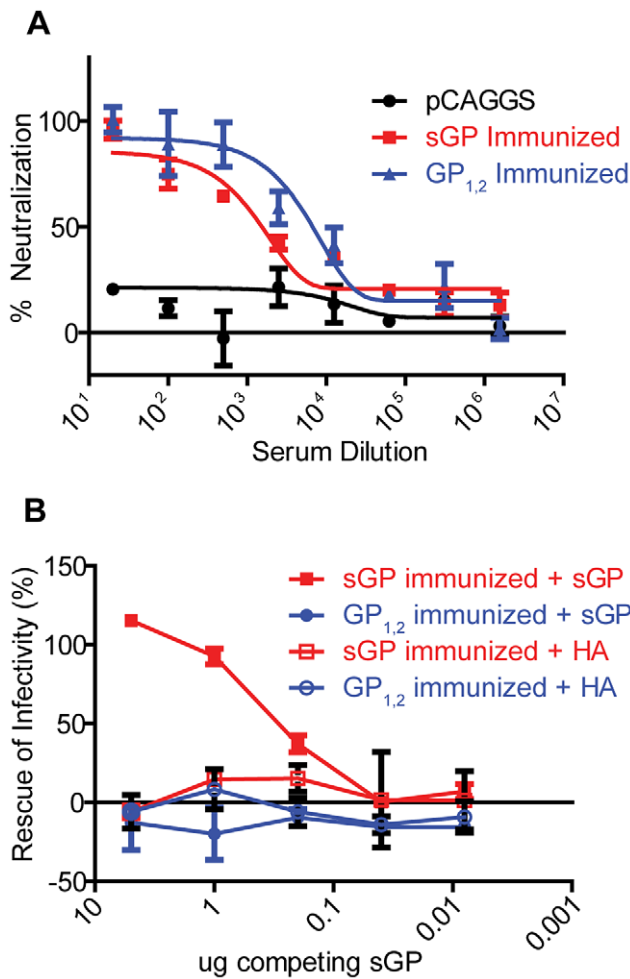 A
% Neutralization
100
50
0
pCAGGS
sGP Immunized
GP1,2 Immunized
10^1
10^2
10^3
10^4
10^5
10^6
10^7
Serum Dilution
B
Rescue of Infectivity (%)
150
100
50
0
-50
sGP immunized + sGP
GP1,2 immunized + sGP
sGP immunized + HA
GP1,2 immunized + HA
10
1
0.1
0.01
0.001
ug competing sGP